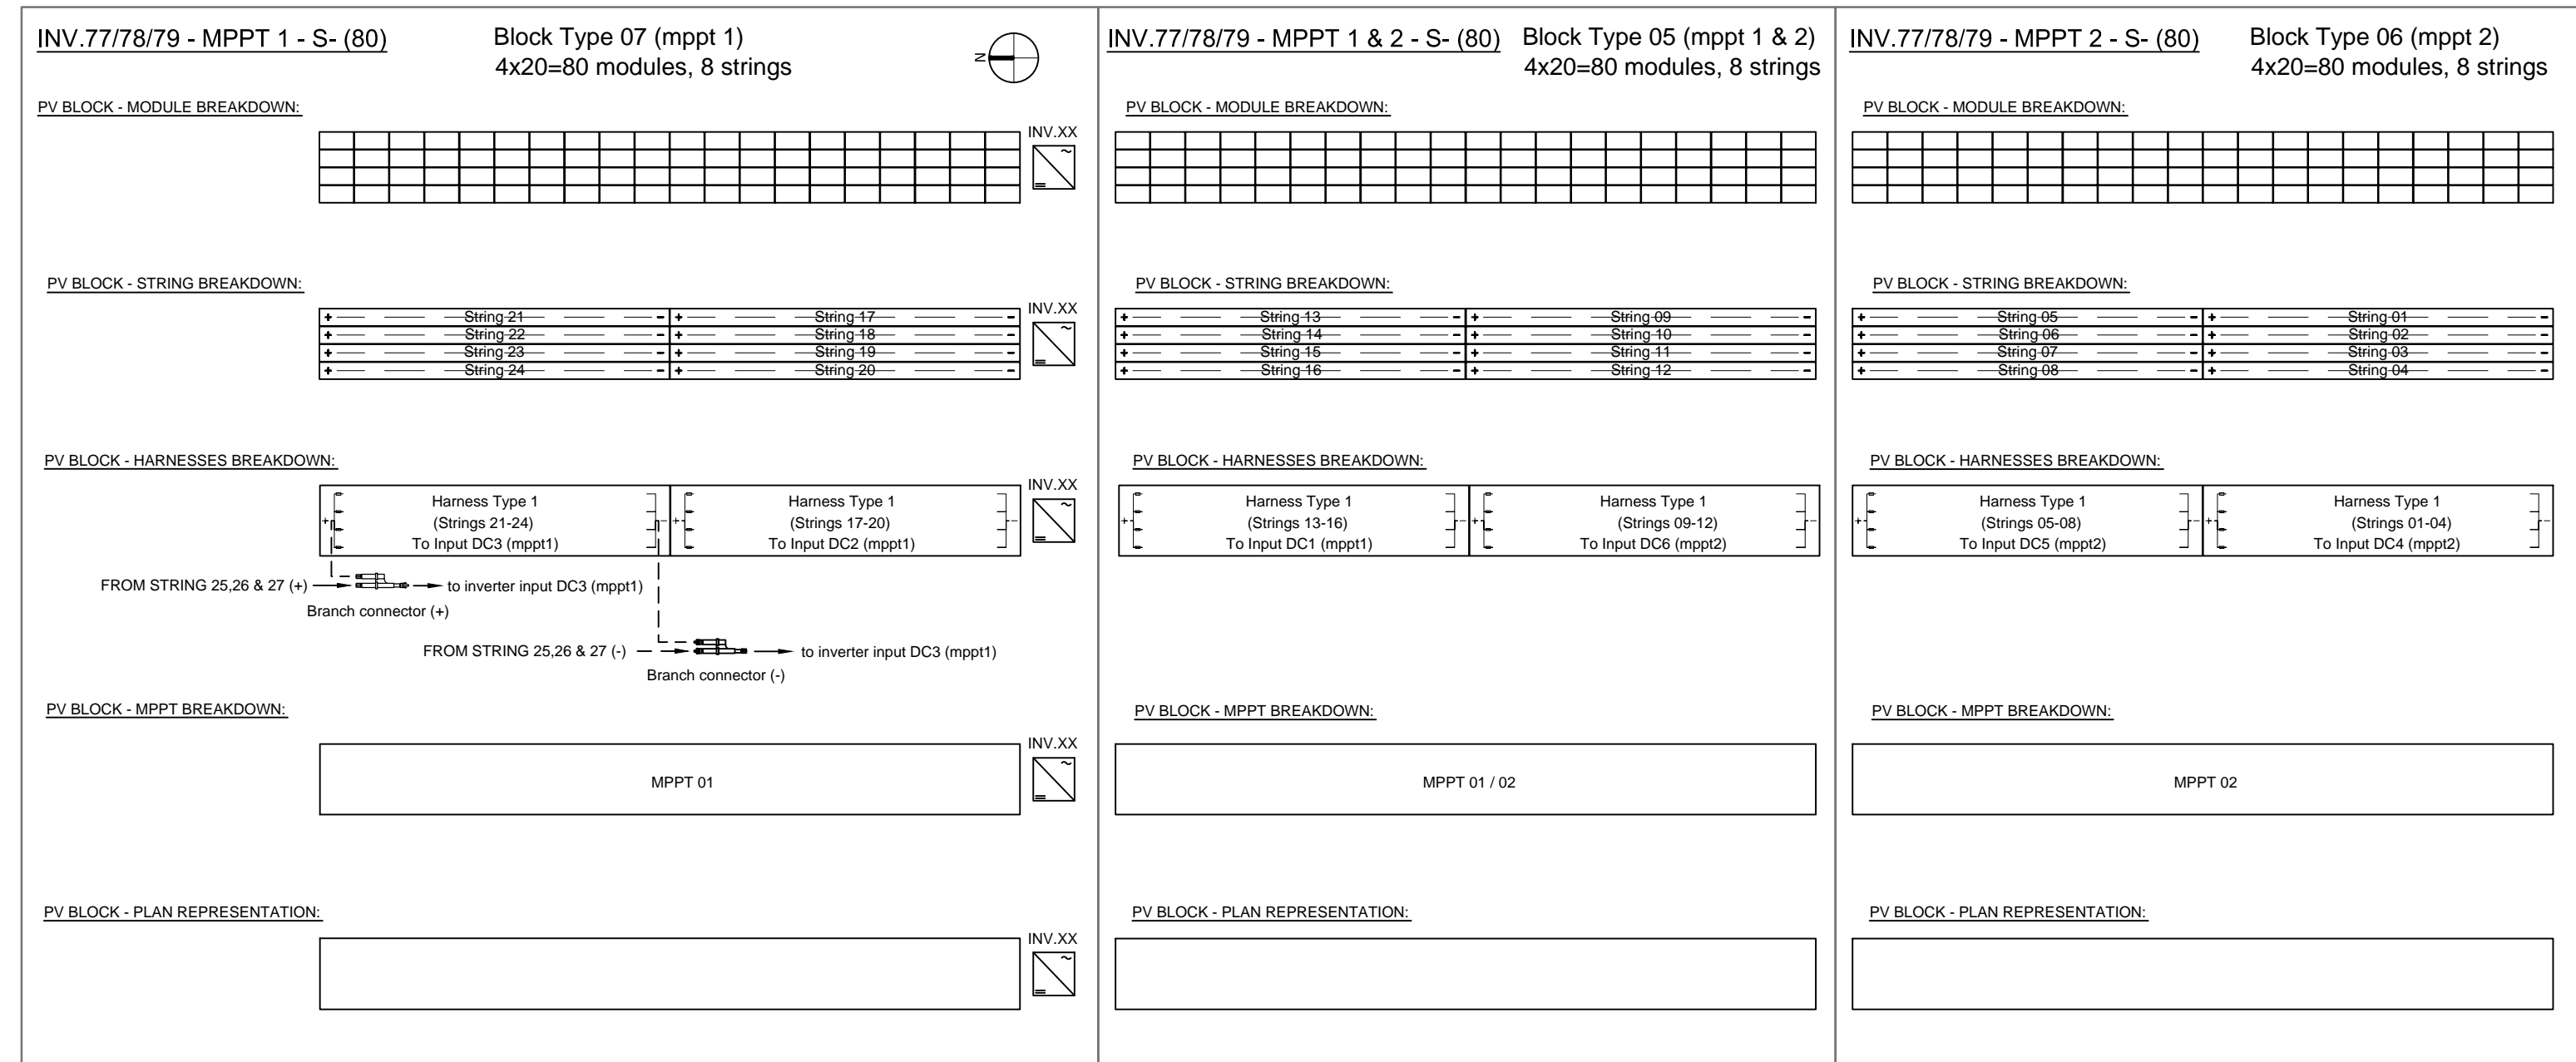 INV.77/78/79 - MPPT 1 - S- (80)
Block Type 07 (mppt 1)
4x20=80 modules, 8 strings
N
PV BLOCK - MODULE BREAKDOWN:
INV.XX
PV BLOCK - STRING BREAKDOWN:
INV.XX
+ String 21 - + String 17 -
+ String 22 - + String 18 -
+ String 23 - + String 19 -
+ String 24 - + String 20 -
PV BLOCK - HARNESSES BREAKDOWN:
INV.XX
Harness Type 1
(Strings 21-24)
To Input DC3 (mppt1)
Harness Type 1
(Strings 17-20)
To Input DC2 (mppt1)
FROM STRING 25,26 & 27 (+)
to inverter input DC3 (mppt1)
Branch connector (+)
FROM STRING 25,26 & 27 (-)
to inverter input DC3 (mppt1)
Branch connector (-)
PV BLOCK - MPPT BREAKDOWN:
INV.XX
MPPT 01
PV BLOCK - PLAN REPRESENTATION:
INV.XX
INV.77/78/79 - MPPT 1 & 2 - S- (80)
Block Type 05 (mppt 1 & 2)
4x20=80 modules, 8 strings
PV BLOCK - MODULE BREAKDOWN:
PV BLOCK - STRING BREAKDOWN:
+ String 13 - + String 09 -
+ String 14 - + String 10 -
+ String 15 - + String 11 -
+ String 16 - + String 12 -
PV BLOCK - HARNESSES BREAKDOWN:
Harness Type 1
(Strings 13-16)
To Input DC1 (mppt1)
Harness Type 1
(Strings 09-12)
To Input DC6 (mppt2)
PV BLOCK - MPPT BREAKDOWN:
MPPT 01 / 02
PV BLOCK - PLAN REPRESENTATION:
INV.77/78/79 - MPPT 2 - S- (80)
Block Type 06 (mppt 2)
4x20=80 modules, 8 strings
PV BLOCK - MODULE BREAKDOWN:
PV BLOCK - STRING BREAKDOWN:
+ String 05 - + String 01 -
+ String 06 - + String 02 -
+ String 07 - + String 03 -
+ String 08 - + String 04 -
PV BLOCK - HARNESSES BREAKDOWN:
Harness Type 1
(Strings 05-08)
To Input DC5 (mppt2)
Harness Type 1
(Strings 01-04)
To Input DC4 (mppt2)
PV BLOCK - MPPT BREAKDOWN:
MPPT 02
PV BLOCK - PLAN REPRESENTATION: